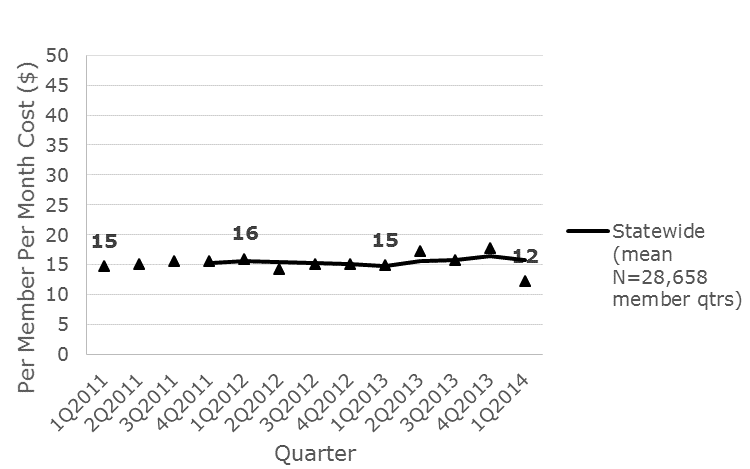 Per Member Per Month Cost ($)
50
45
40
35
30
25
20
15
10
5
0
15
16
15
12
1Q2011
2Q2011
3Q2011
4Q2011
1Q2012
2Q2012
3Q2012
4Q2012
1Q2013
2Q2013
3Q2013
4Q2013
1Q2014
Quarter
Statewide
(mean
N=28,658
member qtrs)